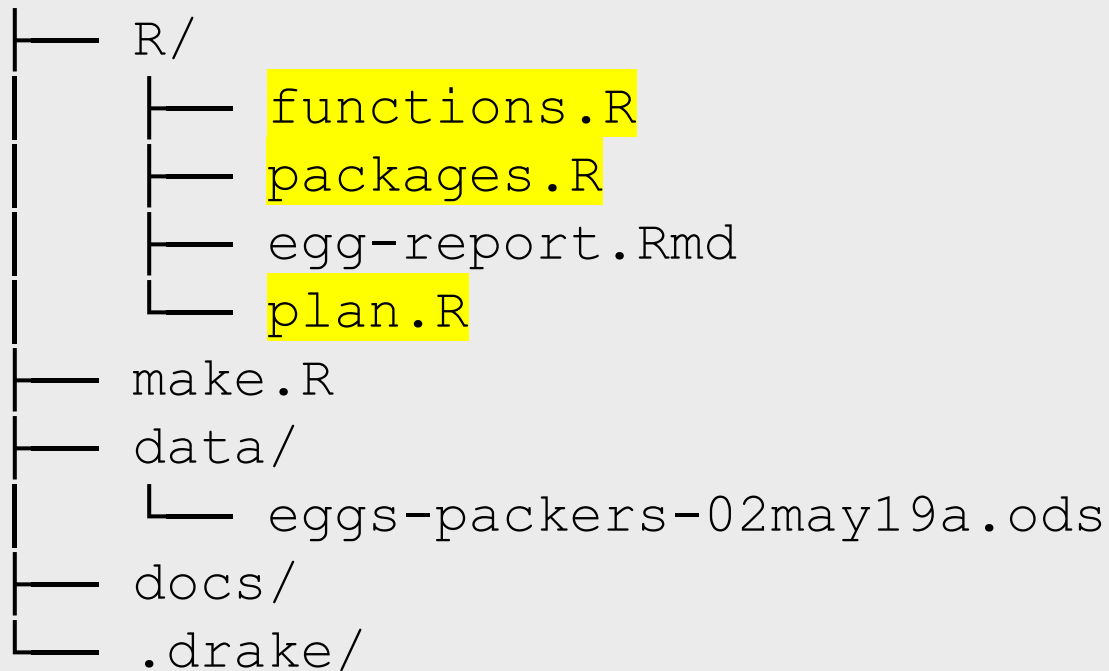 ├── R/
│   ├── functions.R
│   ├── packages.R
│   ├── egg-report.Rmd
│   └── plan.R
├── make.R
├── data/
│   └── eggs-packers-02may19a.ods
├── docs/
└── .drake/